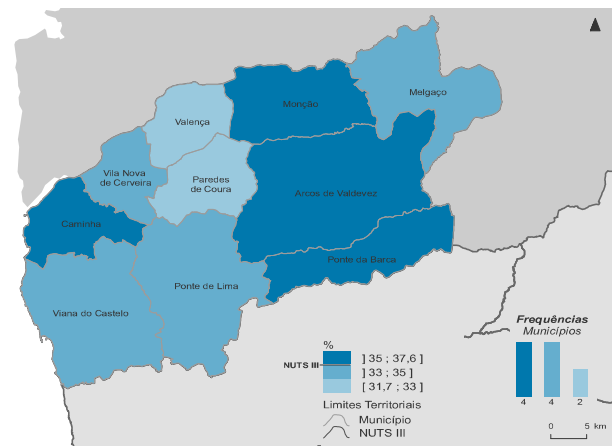 Melgaço
Monção
Valença
Vila Nova
de Cerveira
Paredes
de Coura
Arcos de Valdevez
Caminha
Ponte da Barca
Ponte de Lima
Viana do Castelo
%
NUTS III
] 35 ; 37,6 ]
] 33 ; 35 ]
[ 31,7 ; 33 ]
Limites Territoriais
Município
NUTS III
Frequências
Municípios
4 4 2
0 5 km